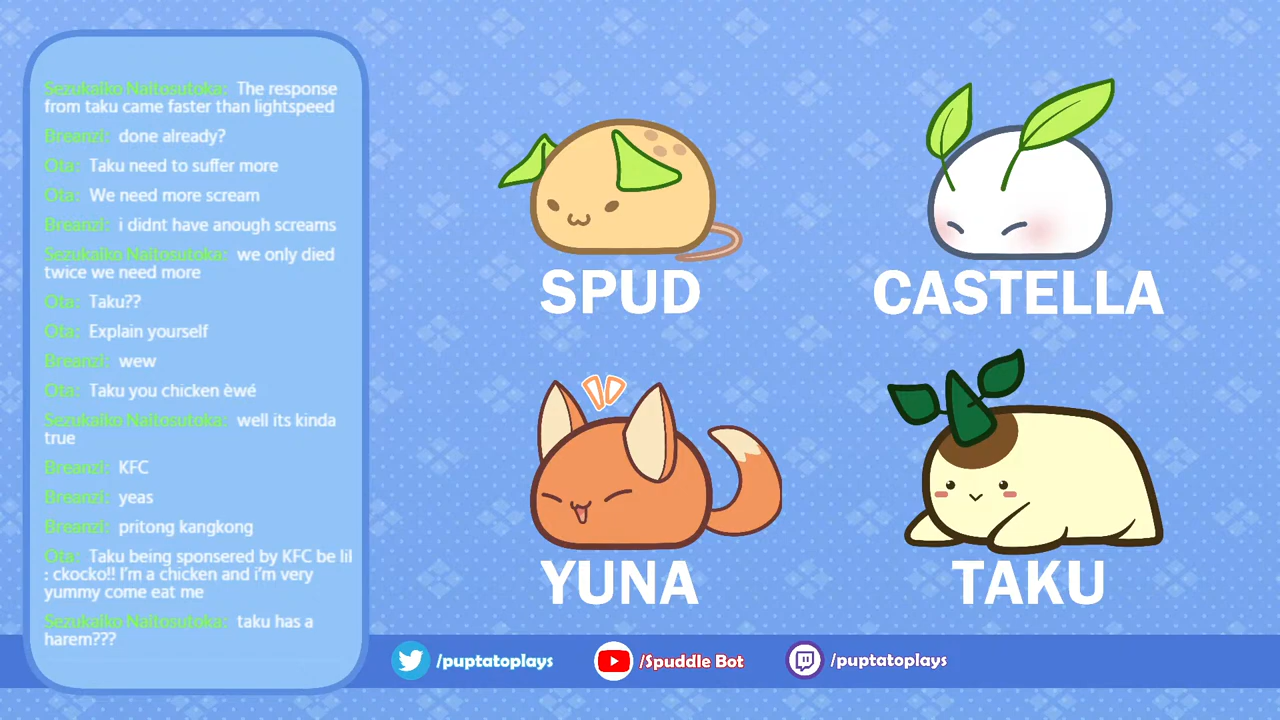 Sezukaiko Naitosutoka: The response
from taku came faster than lightspeed
Breanzi: done already?
Ota: Taku need to suffer more
Ota: We need more scream
Breanzi: i didnt have anough screams
Sezukaiko Naitosutoka: we only died
twice we need more
Ota: Taku??
Ota: Explain yourself
Breanzi: wew
Ota: Taku you chicken èwé
Sezukaiko Naitosutoka: well its kinda
true
Breanzi: KFC
Breanzi: yeas
Breanzi: pritong kangkong
Ota: Taku being sponsered by KFC be lil
: ckocko!! I'm a chicken and i'm very
yummy come eat me
Sezukaiko Naitosutoka: taku has a
harem???
SPUD
CASTELLA
YUNA
TAKU
/puptatoplays
/Spuddle Bot
/puptatoplays